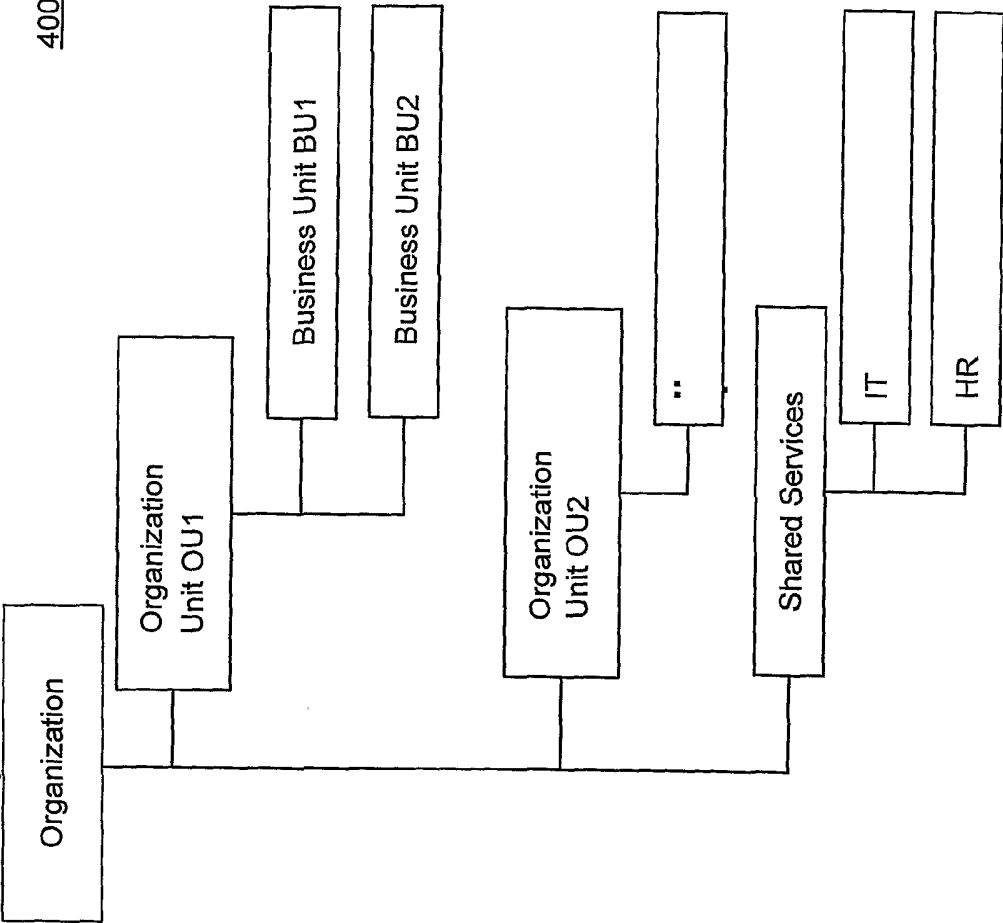 400
Organization
Organization
Unit OU1
Business Unit BU1
Business Unit BU2
Organization
Unit OU2
..
Shared Services
IT
HR